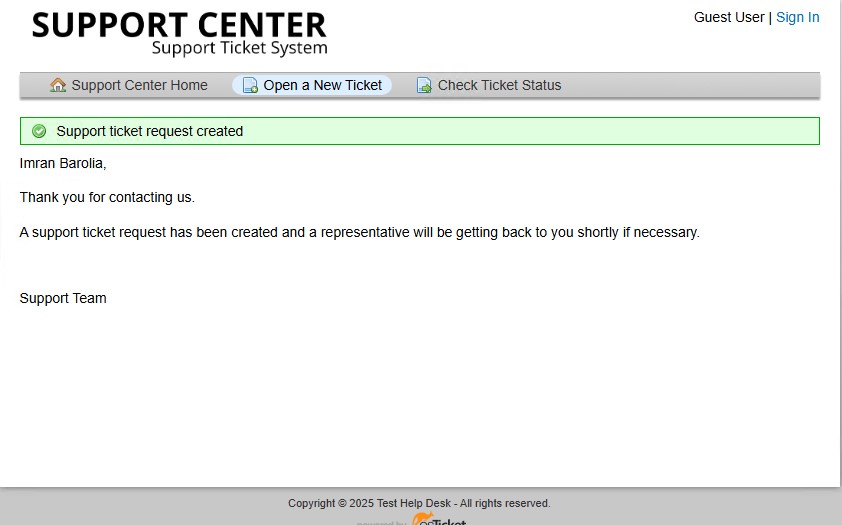 SUPPORT CENTER
Support Ticket System
Guest User | Sign In
Support Center Home
Open a New Ticket
Check Ticket Status
Support ticket request created
Imran Barolia,
Thank you for contacting us.
A support ticket request has been created and a representative will be getting back to you shortly if necessary.
Support Team
Copyright © 2025 Test Help Desk - All rights reserved.
powered by osTicket